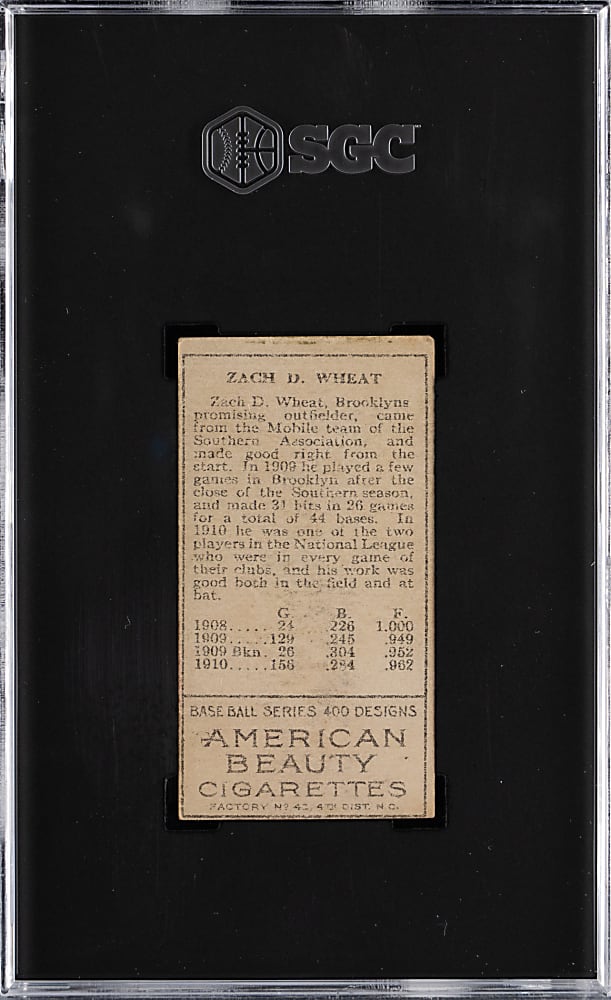 SGC
ZACH D. WHEAT
Zach D. Wheat, Brooklyns
promising outfielder, came
from the Mobile team of the
Southern Association, and
made good right from the
start. In 1909 he played a few
games in Brooklyn after the
close of the Southern season,
and made 31 hits in 26 games
for a total of 44 bases. In
1910 he was one of the two
players in the National League
who were in every game of
their clubs, and his work was
good both in the field and at
bat.
G. B. F.
1908..... 24 .226 1.000
1909.....129 .245 .949
1909 Bkn. 26 .304 .952
1910.....156 .284 .962
BASE BALL SERIES 400 DESIGNS
AMERICAN
BEAUTY
CIGARETTES
FACTORY Nº 42, 4TH DIST. N.C.